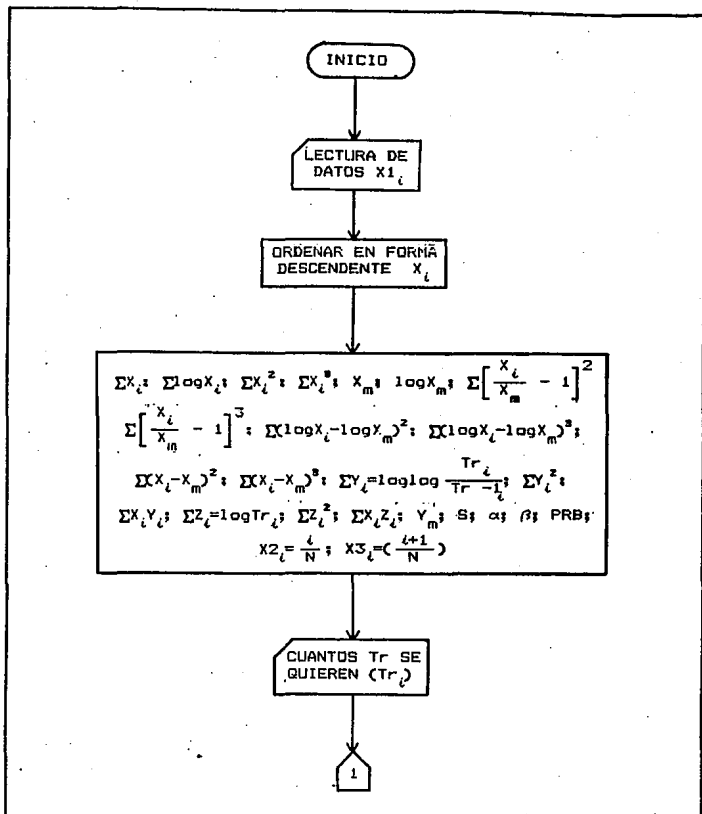 INICIO
LECTURA DE
DATOS X1ᵢ
ORDENAR EN FORMA
DESCENDENTE Xᵢ
ΣXᵢ; ΣlogXᵢ; ΣXᵢ²; ΣXᵢ³; Xₘ; logXₘ; Σ[Xᵢ/Xₘ - 1]²
Σ[Xᵢ/Xₘ - 1]³; Σ(logXᵢ-logXₘ)²; Σ(logXᵢ-logXₘ)³;
Σ(Xᵢ-Xₘ)²; Σ(Xᵢ-Xₘ)³; ΣYᵢ=loglog Trᵢ/Tr -1ᵢ; ΣYᵢ²;
ΣXᵢYᵢ; ΣZᵢ=logTrᵢ; ΣZᵢ²; ΣXᵢZᵢ; Yₘ; S; α; β; PRB;
X2ᵢ= i/N; X3ᵢ=(i+1/N)
CUANTOS Tr SE
QUIEREN (Trᵢ)
1